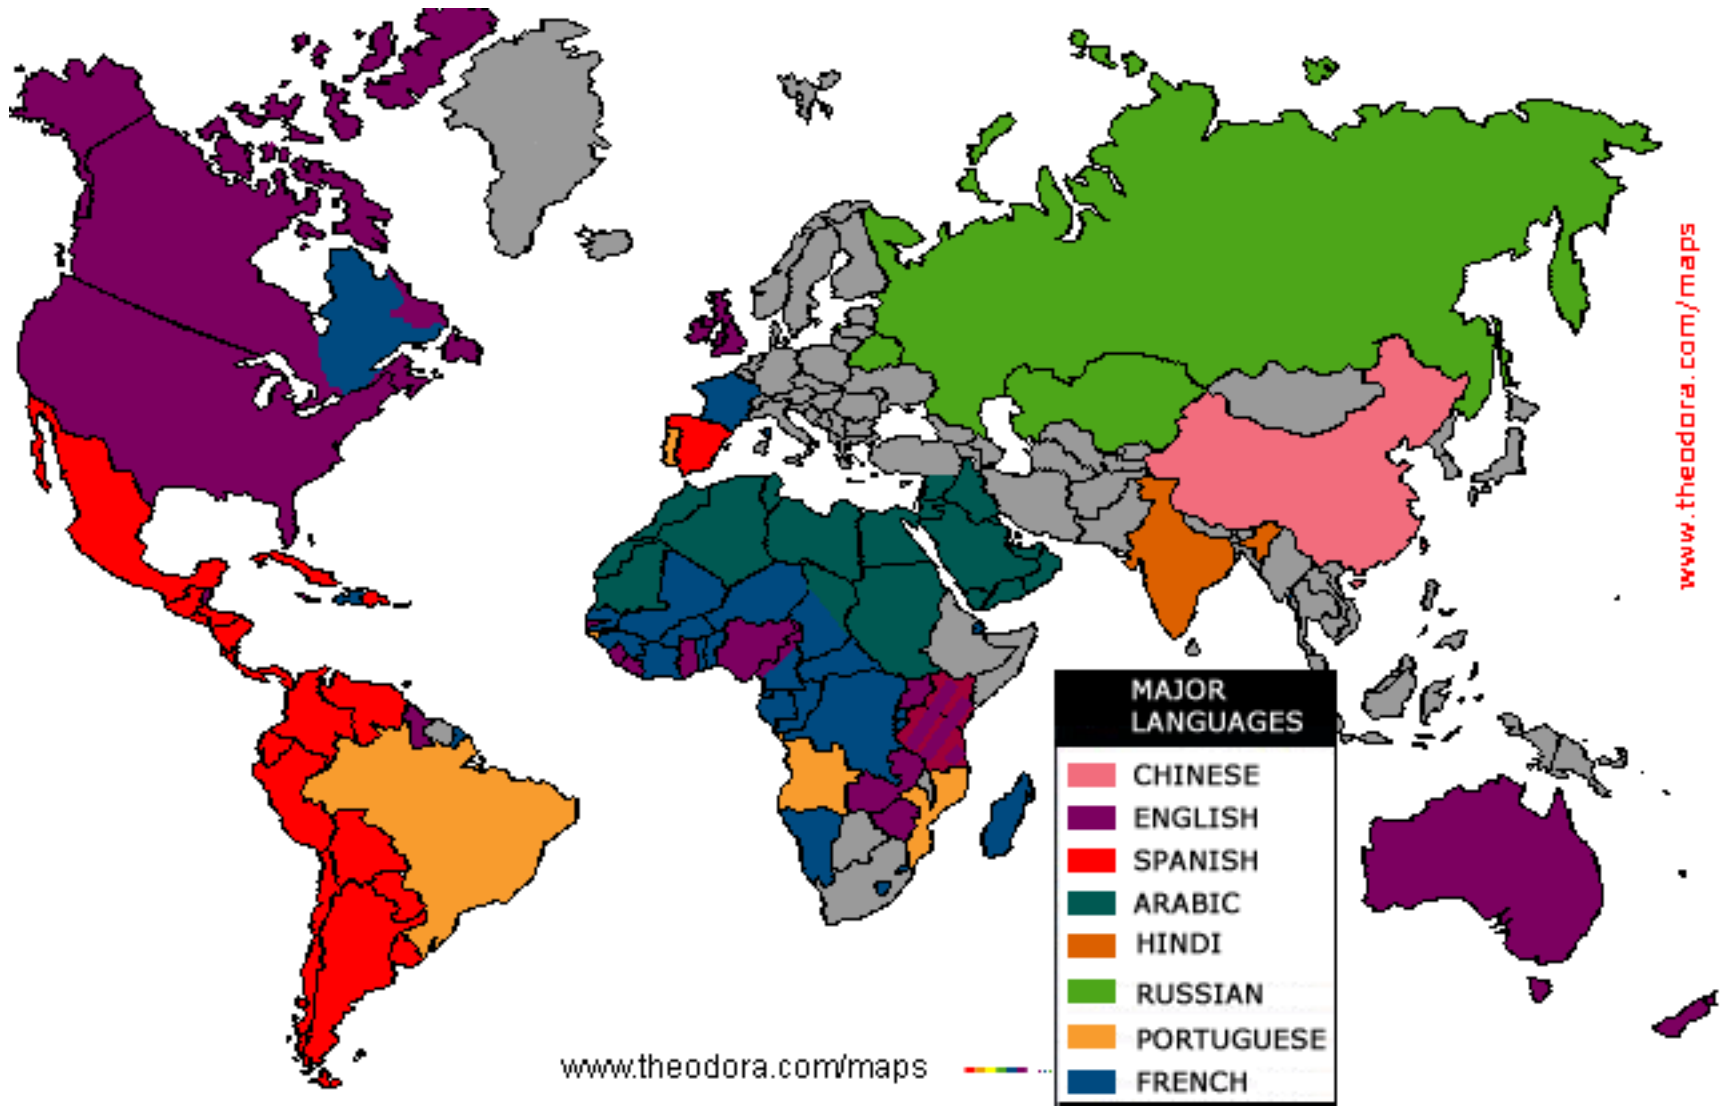 www.theodora.com/maps
MAJOR
LANGUAGES
CHINESE
ENGLISH
SPANISH
ARABIC
HINDI
RUSSIAN
PORTUGUESE
FRENCH
www.theodora.com/maps